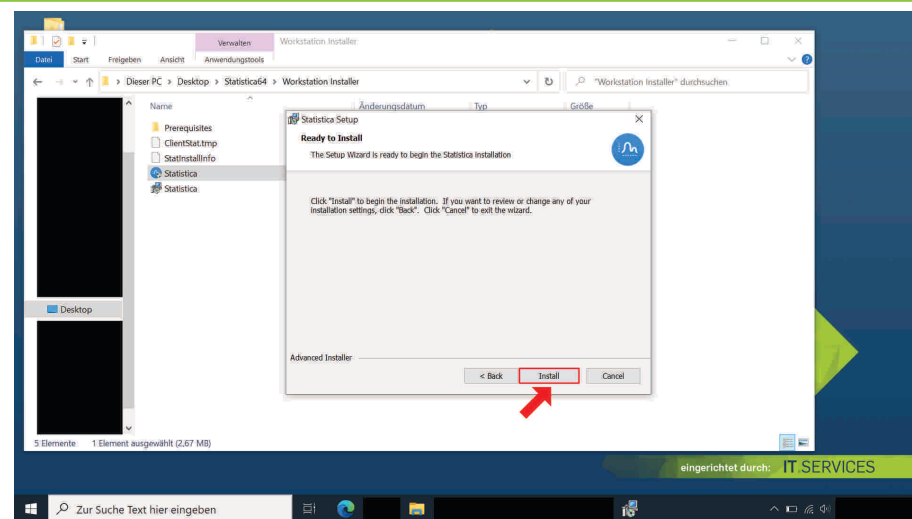 Verwalten
Workstation Installer
Datei Start Freigeben Ansicht Anwendungstools
Dieser PC > Desktop > Statistica64 > Workstation Installer
"Workstation Installer" durchsuchen
Name Änderungsdatum Typ Größe
Prerequisites
ClientStat.tmp
StatInstallInfo
Statistica
Statistica
Desktop
Statistica Setup
Ready to Install
The Setup Wizard is ready to begin the Statistica installation
Click "Install" to begin the installation. If you want to review or change any of your
installation settings, click "Back". Click "Cancel" to exit the wizard.
Advanced Installer
< Back Install Cancel
5 Elemente 1 Element ausgewählt (2,67 MB)
eingerichtet durch: IT.SERVICES
Zur Suche Text hier eingeben